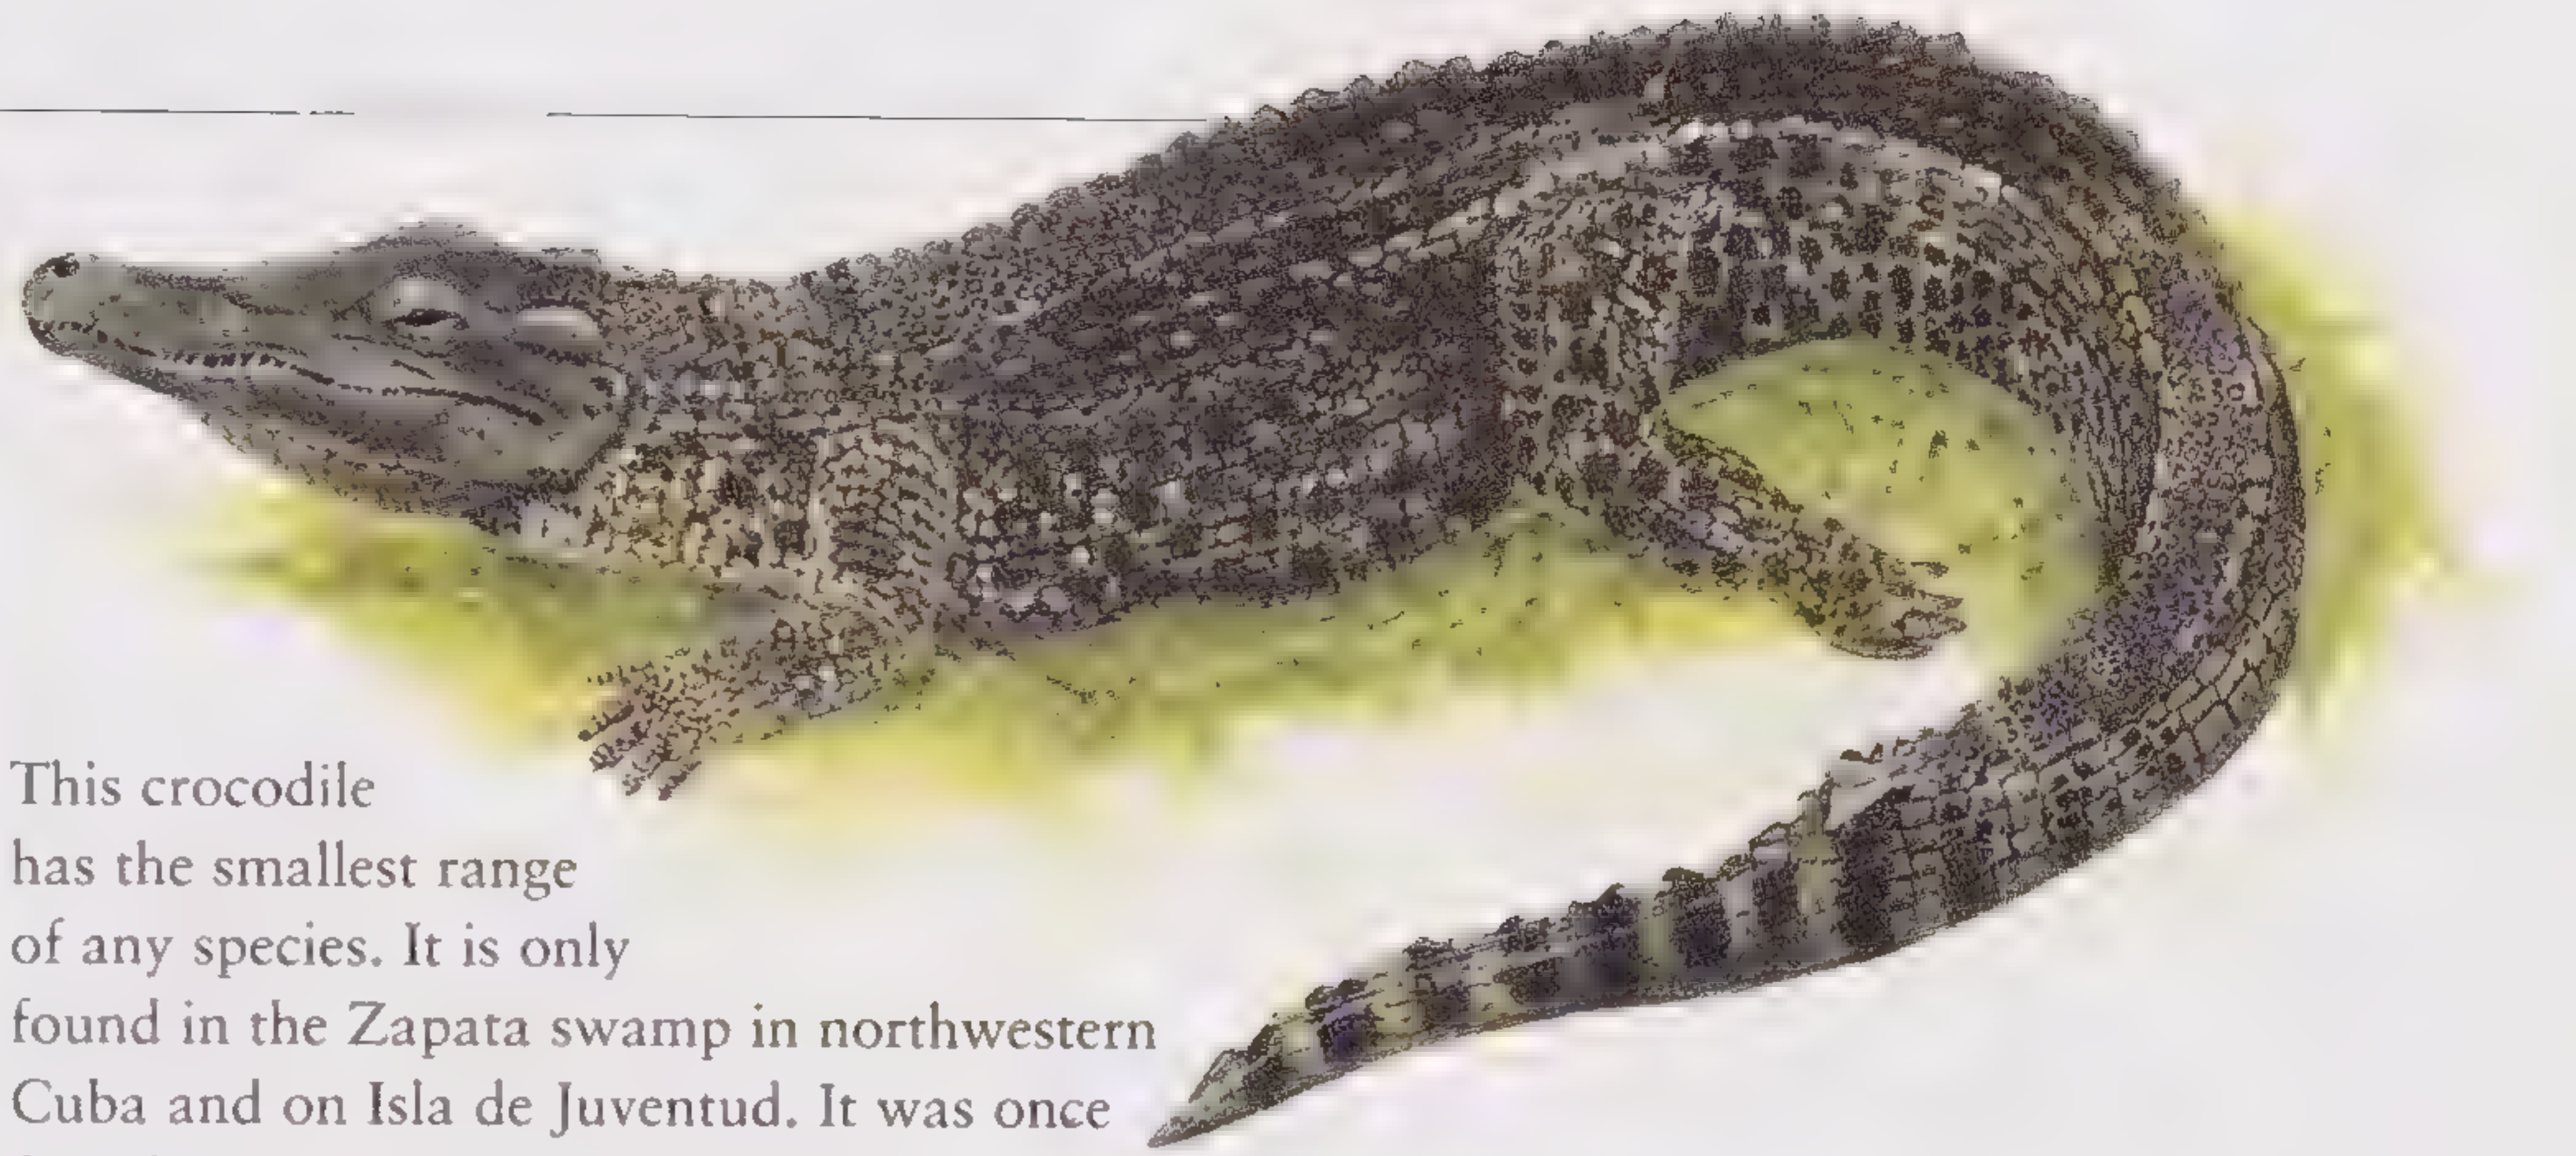 This crocodile
has the smallest range
of any species. It is only
found in the Zapata swamp in northwestern
Cuba and on Isla de Juventud. It was once